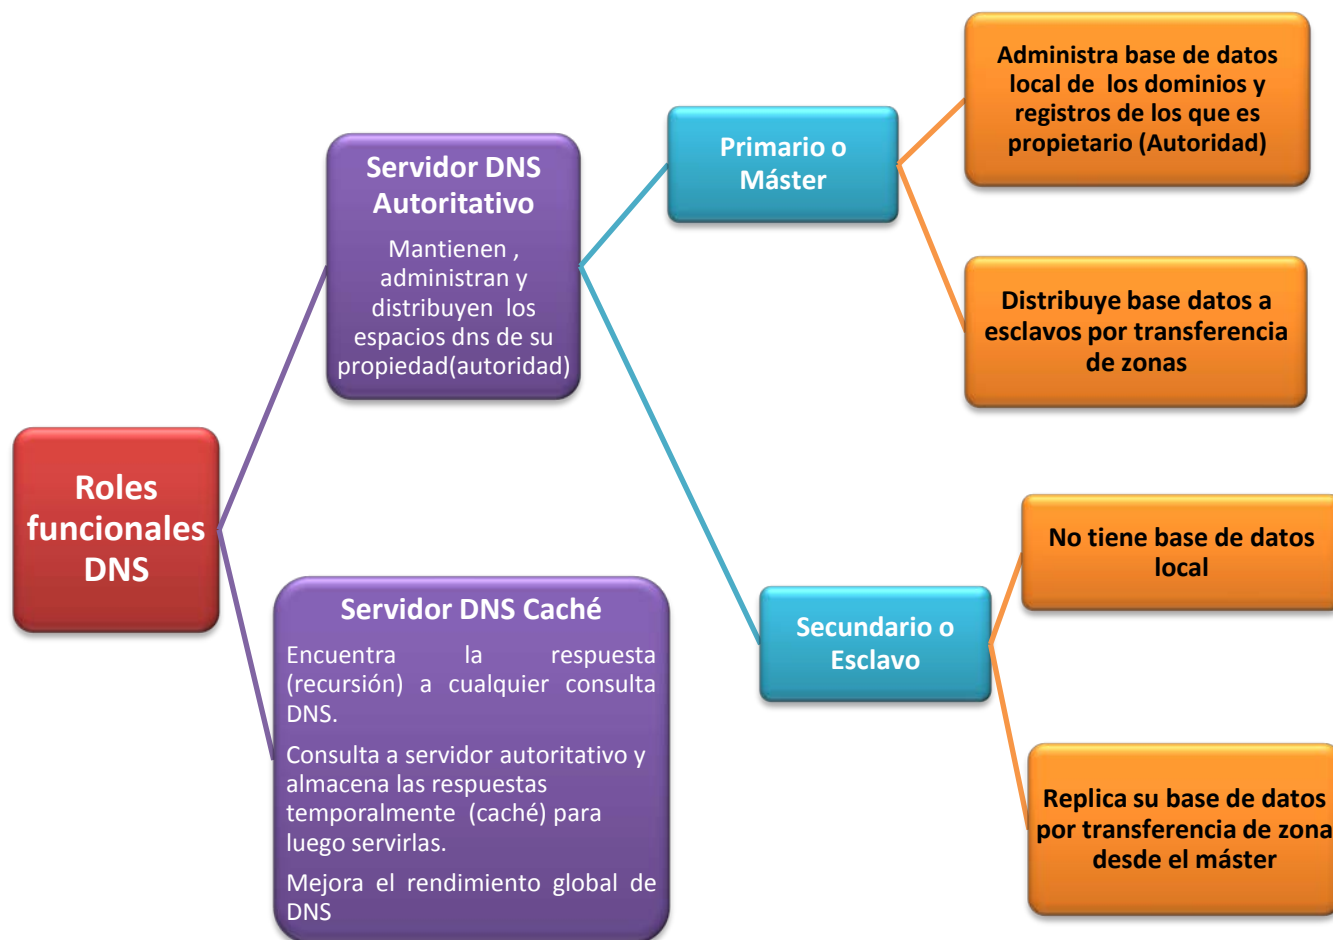 Roles
funcionales
DNS
Servidor DNS
Autoritativo
Mantienen ,
administran y
distribuyen los
espacios dns de su
propiedad(autoridad)
Servidor DNS Caché
Encuentra la respuesta
(recursión) a cualquier consulta
DNS.
Consulta a servidor autoritativo y
almacena las respuestas
temporalmente (caché) para
luego servirlas.
Mejora el rendimiento global de
DNS
Primario o
Máster
Secundario o
Esclavo
Administra base de datos
local de los dominios y
registros de los que es
propietario (Autoridad)
Distribuye base datos a
esclavos por transferencia
de zonas
No tiene base de datos
local
Replica su base de datos
por transferencia de zona
desde el máster